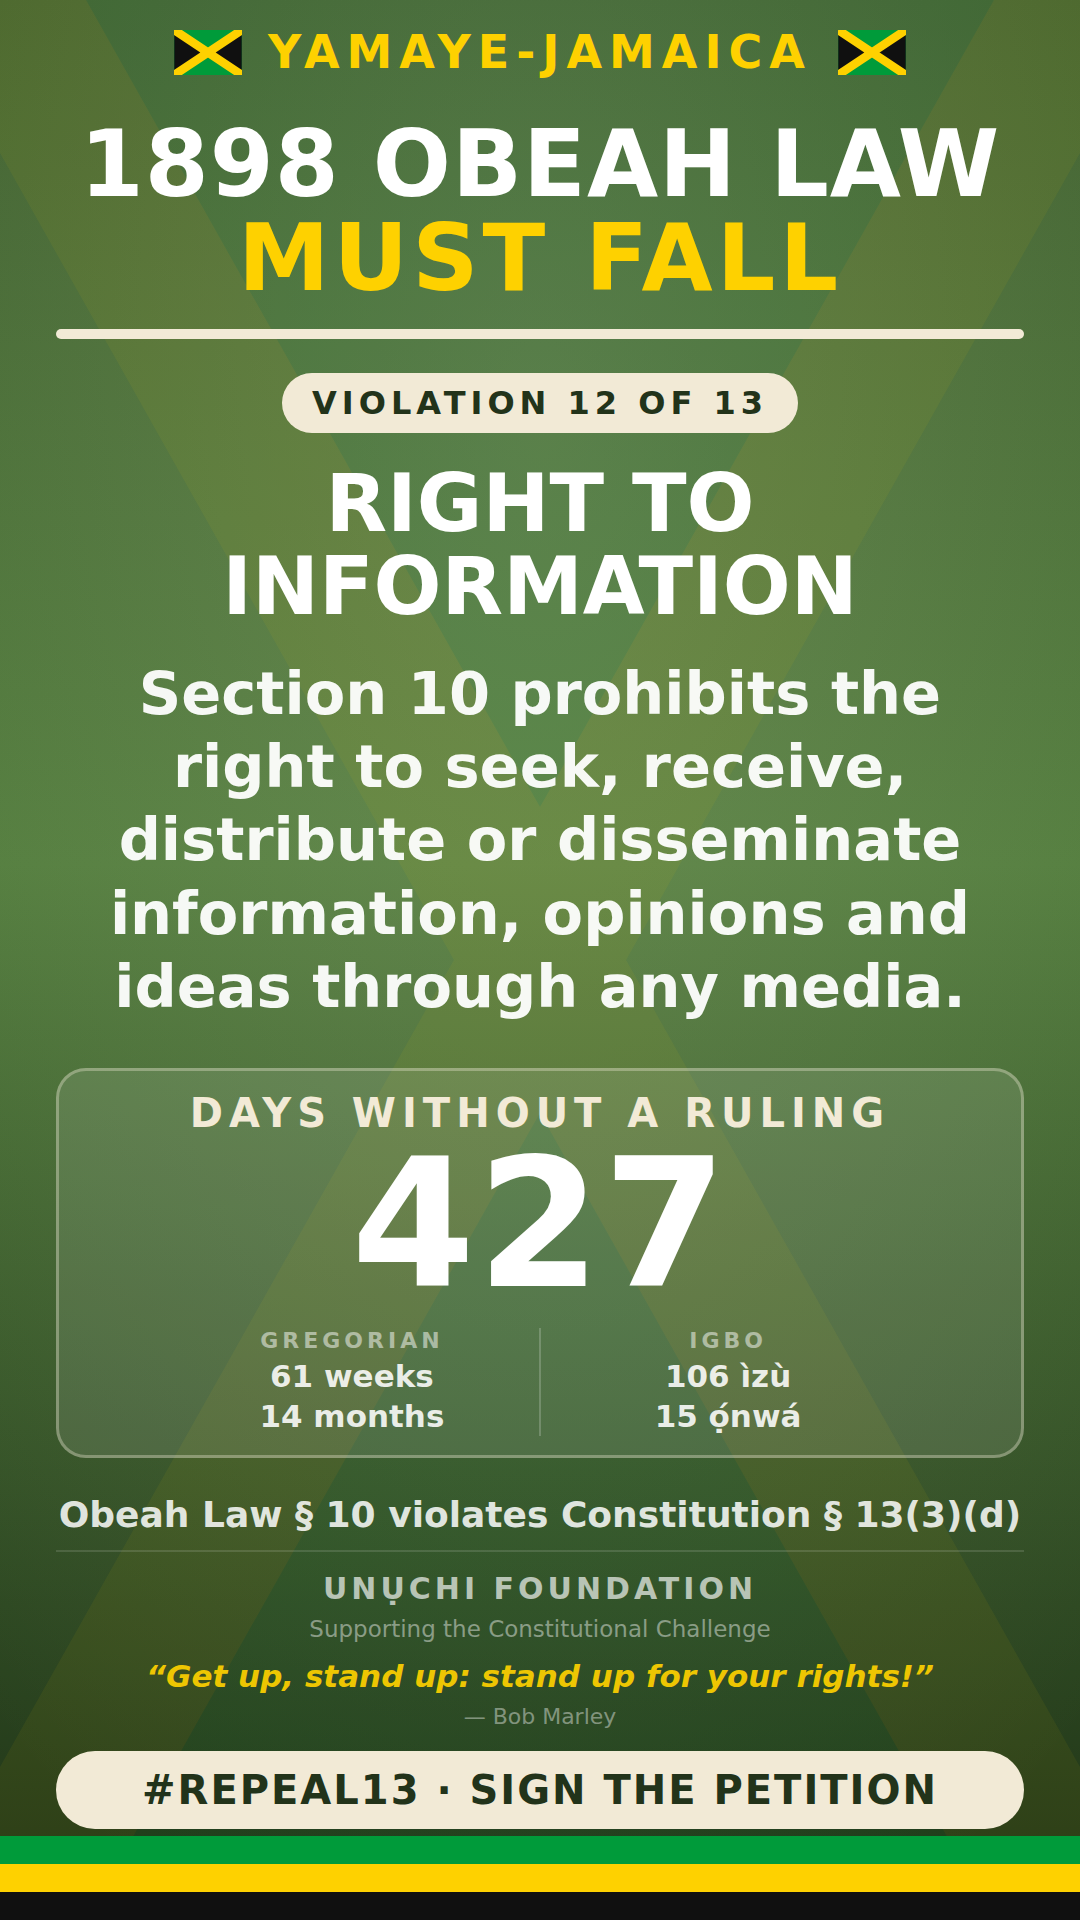 YAMAYE-JAMAICA
1898 OBEAH LAW
MUST FALL
VIOLATION 12 OF 13
RIGHT TO
INFORMATION
Section 10 prohibits the
right to seek, receive,
distribute or disseminate
information, opinions and
ideas through any media.
DAYS WITHOUT A RULING
427
GREGORIAN
61 weeks
14 months
IGBO
106 ìzù
15 ọ́nwá
Obeah Law § 10 violates Constitution § 13(3)(d)
UNỤCHI FOUNDATION
Supporting the Constitutional Challenge
“Get up, stand up: stand up for your rights!”
— Bob Marley
#REPEAL13 · SIGN THE PETITION